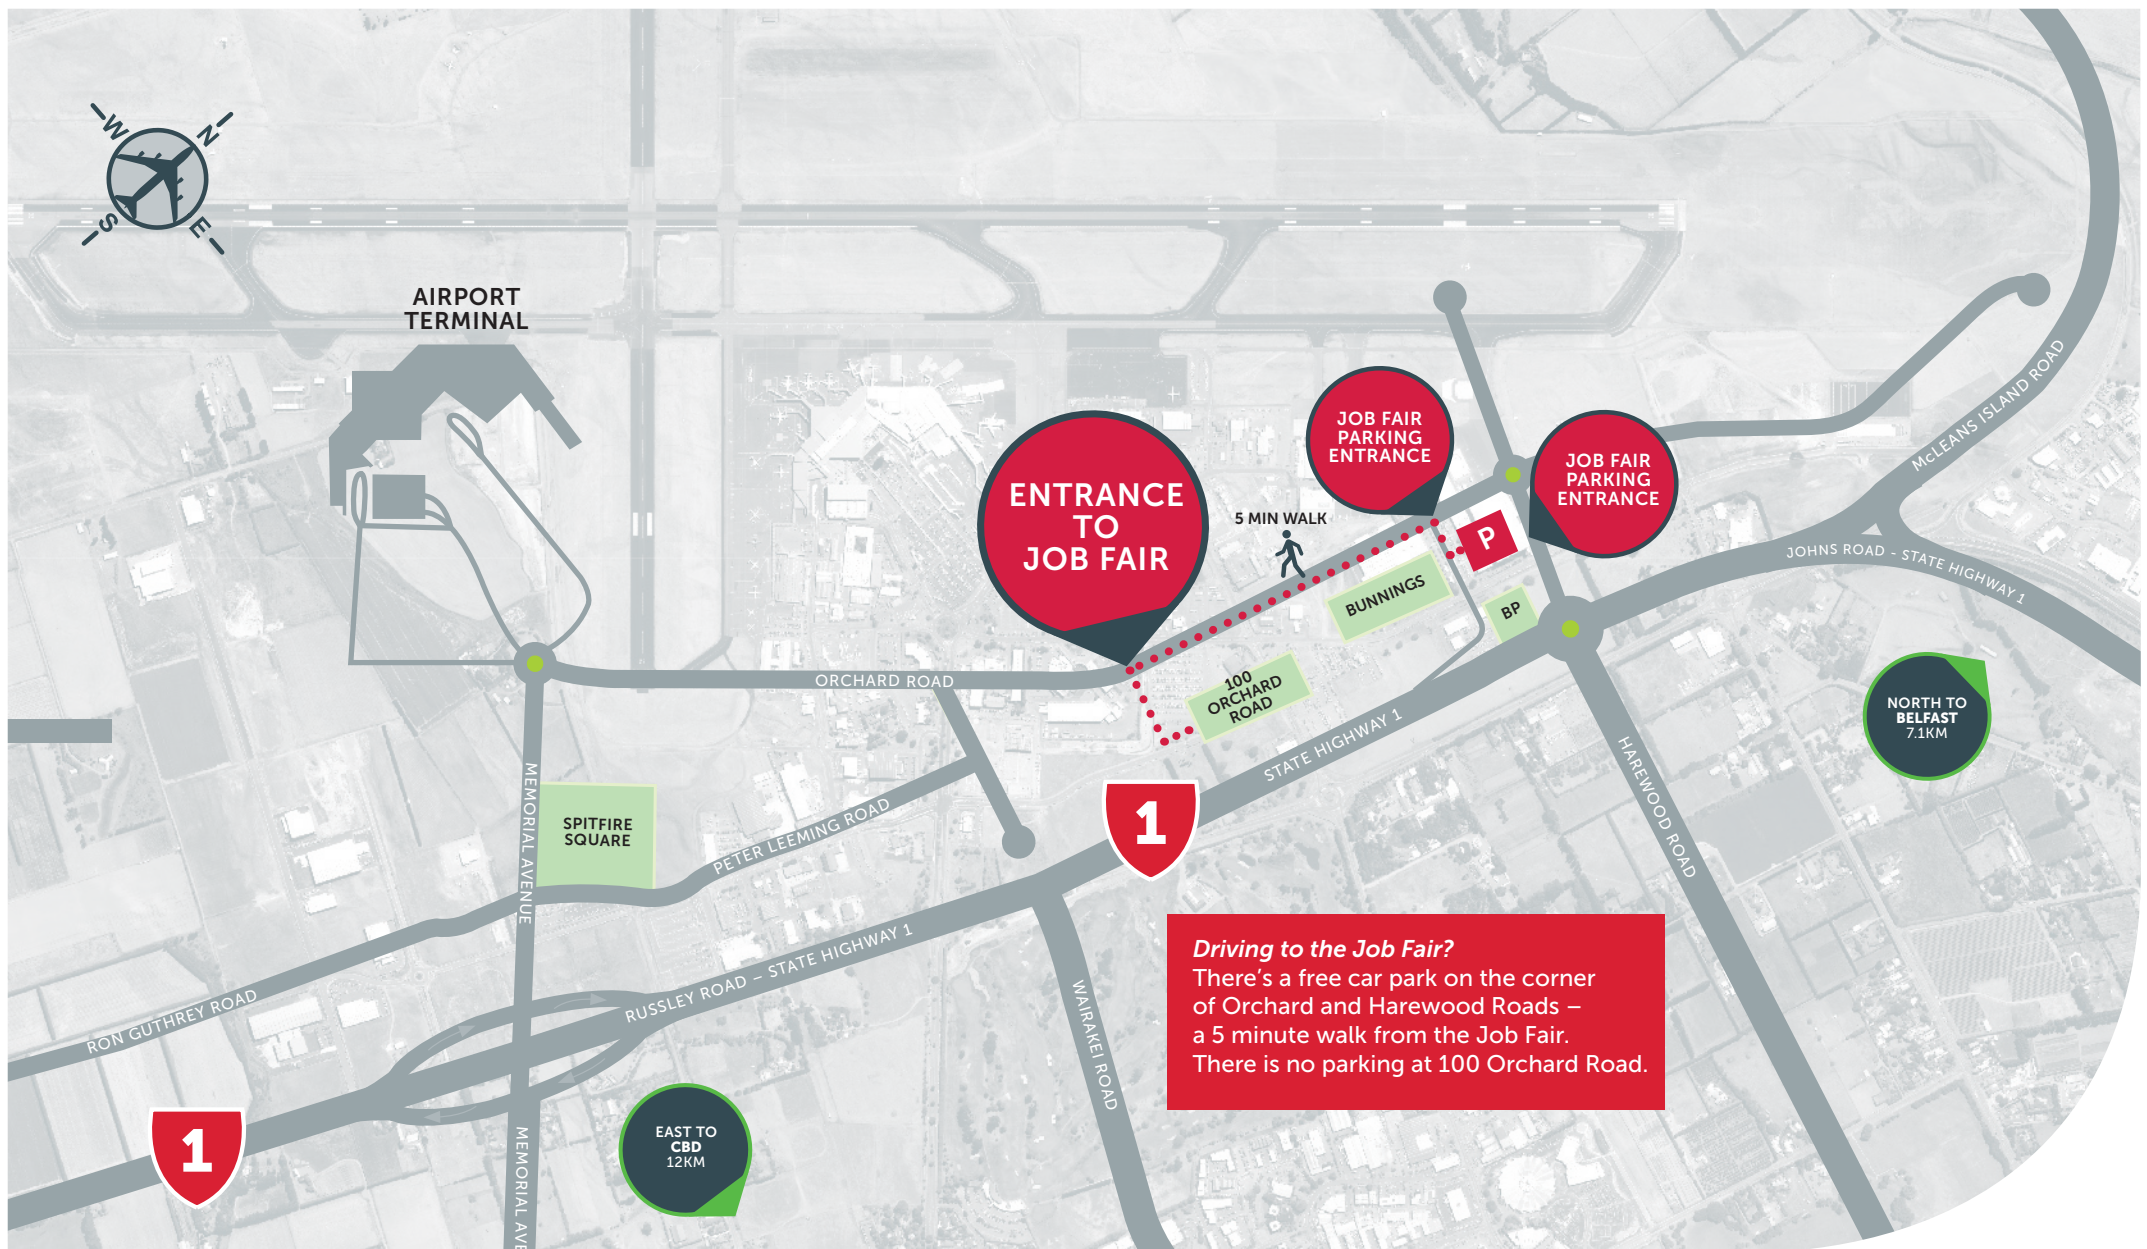 W
N
S
E
AIRPORT
TERMINAL
ENTRANCE
TO
JOB FAIR
5 MIN WALK
JOB FAIR
PARKING
ENTRANCE
JOB FAIR
PARKING
ENTRANCE
P
BUNNINGS
BP
100
ORCHARD
ROAD
ORCHARD ROAD
McLEANS ISLAND ROAD
JOHNS ROAD - STATE HIGHWAY 1
NORTH TO
BELFAST
7.1KM
STATE HIGHWAY 1
HAREWOOD ROAD
1
MEMORIAL AVENUE
SPITFIRE
SQUARE
PETER LEEMING ROAD
RUSSLEY ROAD – STATE HIGHWAY 1
RON GUTHREY ROAD
WAIRAKEI ROAD
Driving to the Job Fair?
There's a free car park on the corner
of Orchard and Harewood Roads –
a 5 minute walk from the Job Fair.
There is no parking at 100 Orchard Road.
1
EAST TO
CBD
12KM
MEMORIAL AVE